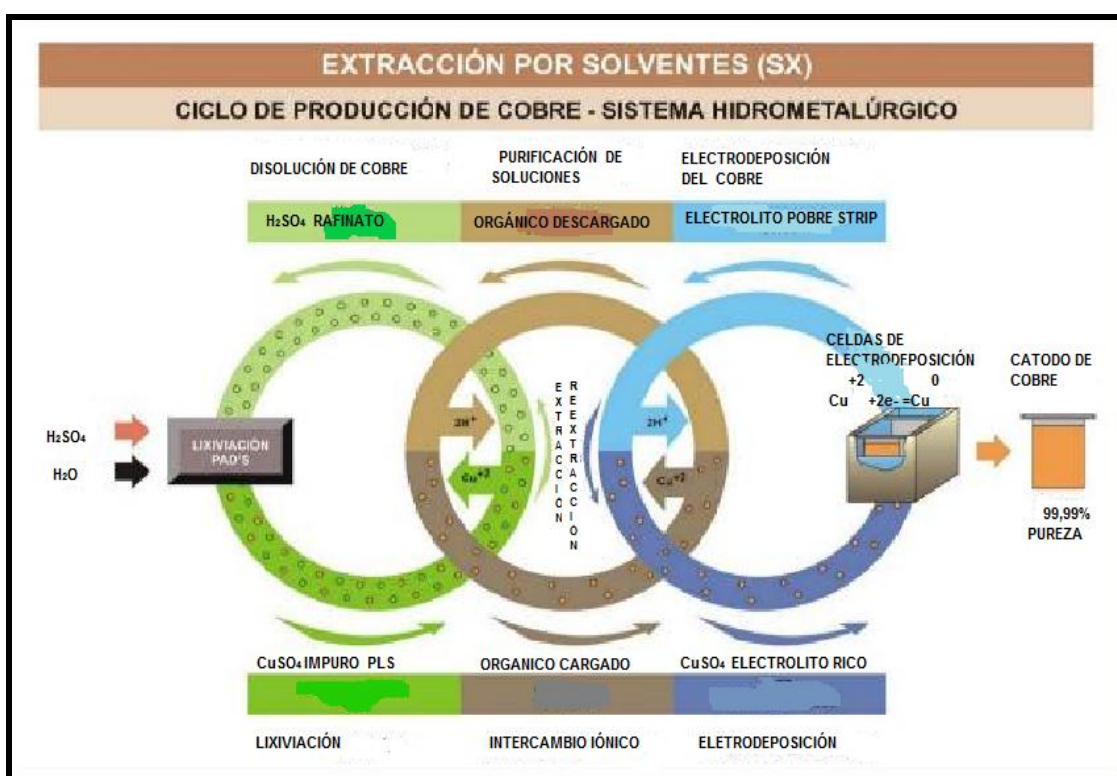 EXTRACCIÓN POR SOLVENTES (SX)
CICLO DE PRODUCCIÓN DE COBRE - SISTEMA HIDROMETALÚRGICO
DISOLUCIÓN DE COBRE
PURIFICACIÓN DE
SOLUCIONES
ELECTRODEPOSICIÓN
DEL COBRE
H₂SO₄ RAFINATO
ORGÁNICO DESCARGADO
ELECTROLITO POBRE STRIP
CELDAS DE
ELECTRODEPOSICIÓN
+2 0
Cu +2e- =Cu
CATODO DE
COBRE
H₂SO₄
H₂O
LIXIVIACIÓN
PAD'S
2H⁺
Cu⁺²
EXTRACCIÓN
REEXTRACCIÓN
2H⁺
Cu⁺²
99,99%
PUREZA
CuSO₄ IMPURO PLS
ORGANICO CARGADO
CuSO₄ ELECTROLITO RICO
LIXIVIACIÓN
INTERCAMBIO IÓNICO
ELETRODEPOSICIÓN